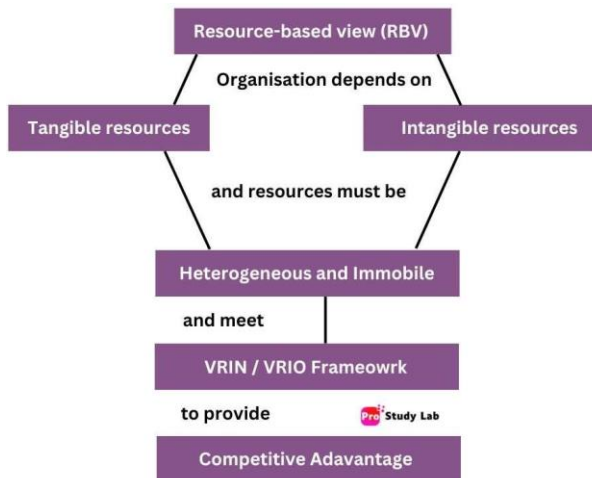 Resource-based view (RBV)
Organisation depends on
Tangible resources
Intangible resources
and resources must be
Heterogeneous and Immobile
and meet
VRIN / VRIO Frameowrk
to provide
Pro Study Lab
Competitive Adavantage